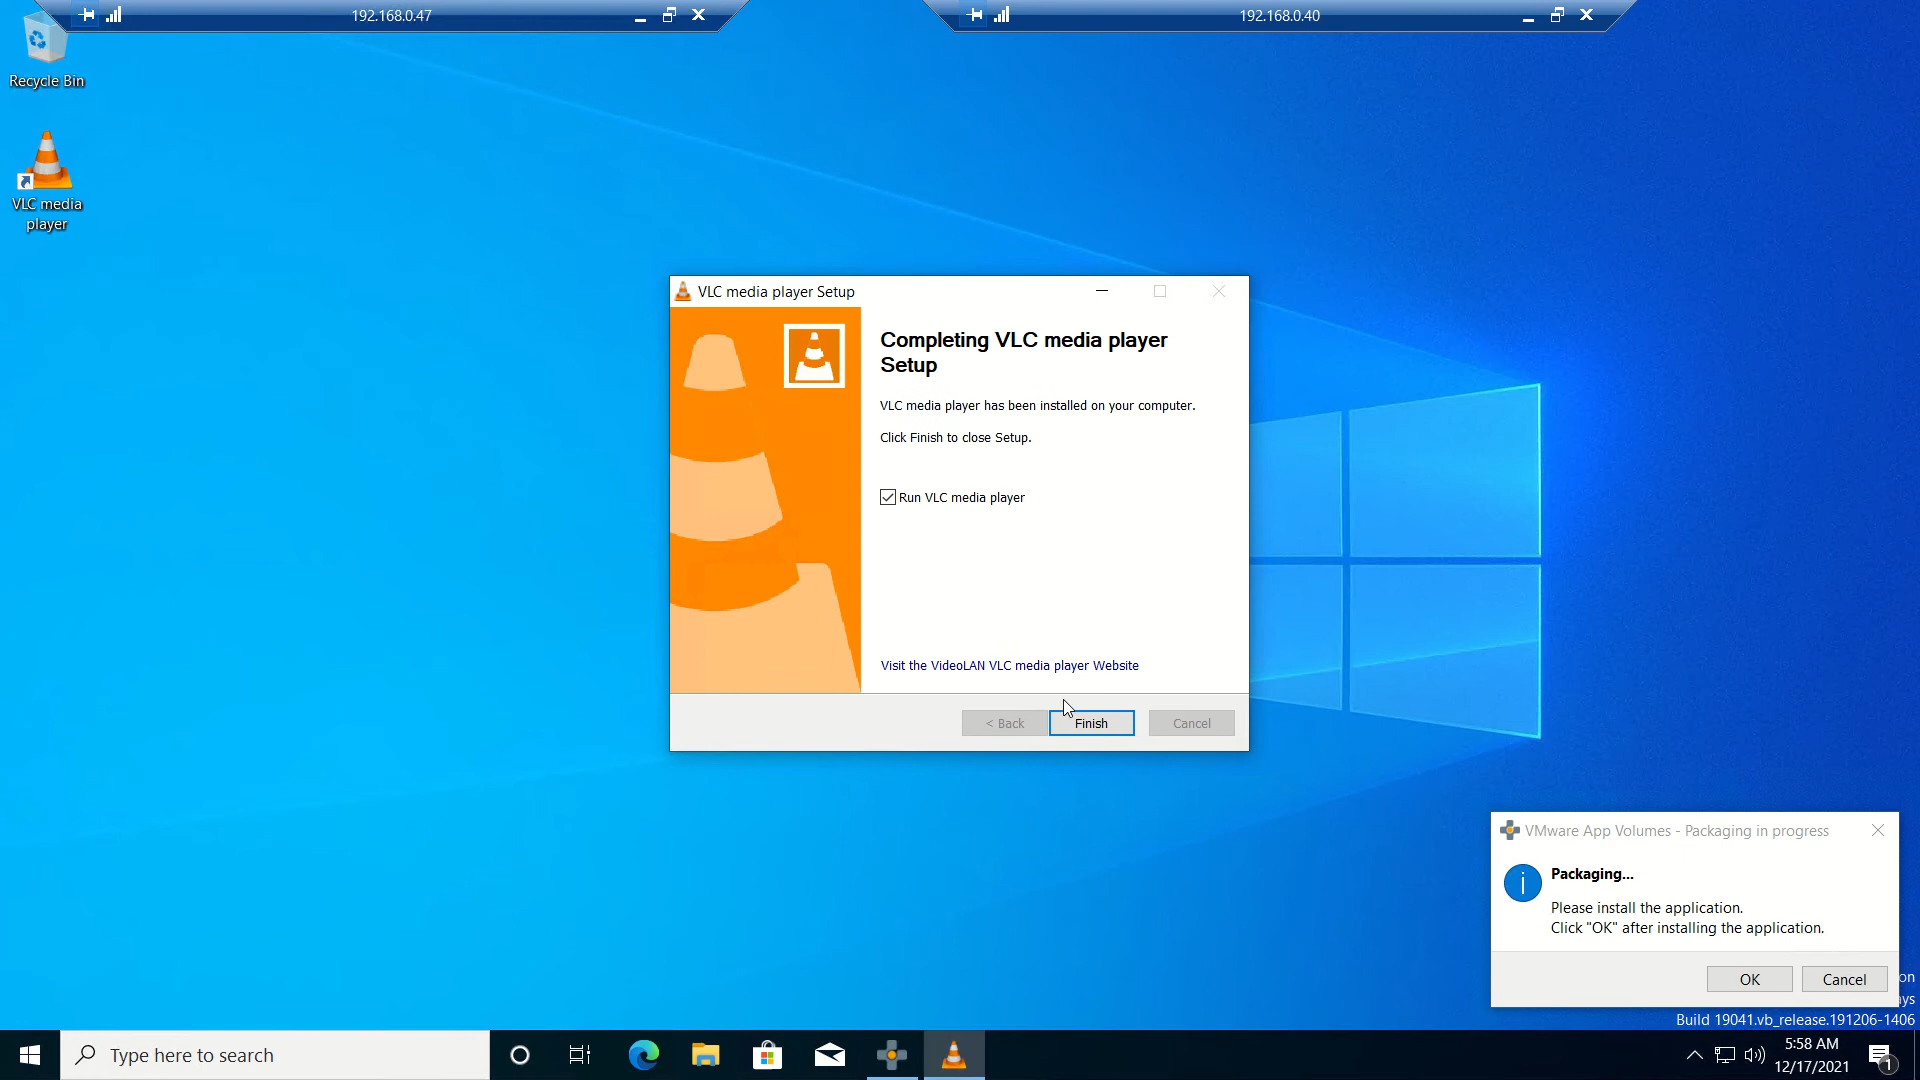 192.168.0.47
192.168.0.40
Recycle Bin
VLC media
player
VLC media player Setup
Completing VLC media player
Setup
VLC media player has been installed on your computer.
Click Finish to close Setup.
Run VLC media player
Visit the VideoLAN VLC media player Website
< Back
Finish
Cancel
VMware App Volumes - Packaging in progress
Packaging...
Please install the application.
Click "OK" after installing the application.
OK
Cancel
on
ays
Build 19041.vb_release.191206-1406
Type here to search
5:58 AM
12/17/2021
1